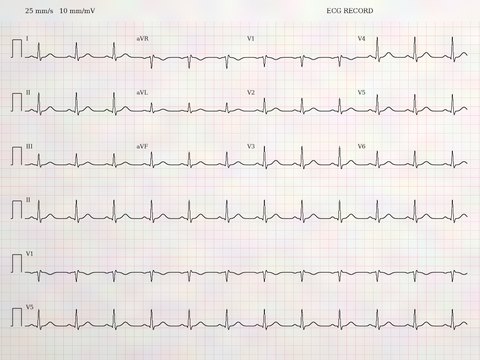 25 mm/s 10 mm/mV ECG RECORD
I aVR V1 V4
II aVL V2 V5
III aVF V3 V6
II
V1
V5